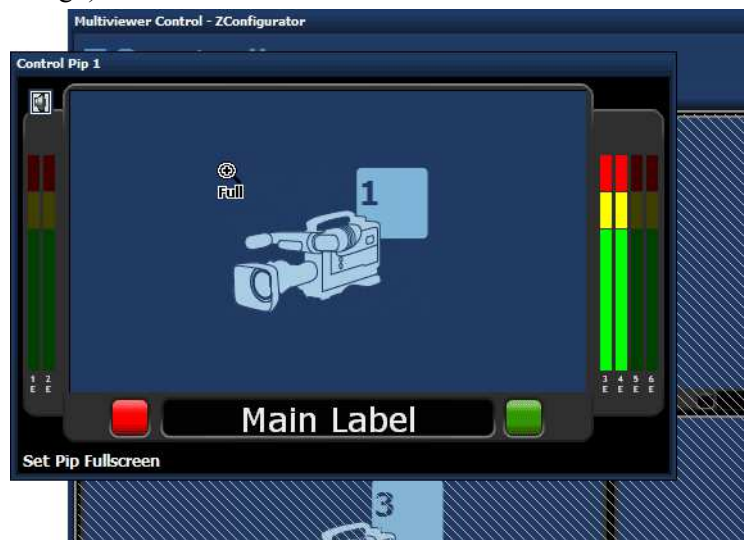 Multiviewer Control - ZConfigurator
Control Pip 1
Full
1
1 2 3 4 5 6
E E E E E E
Main Label
Set Pip Fullscreen
3